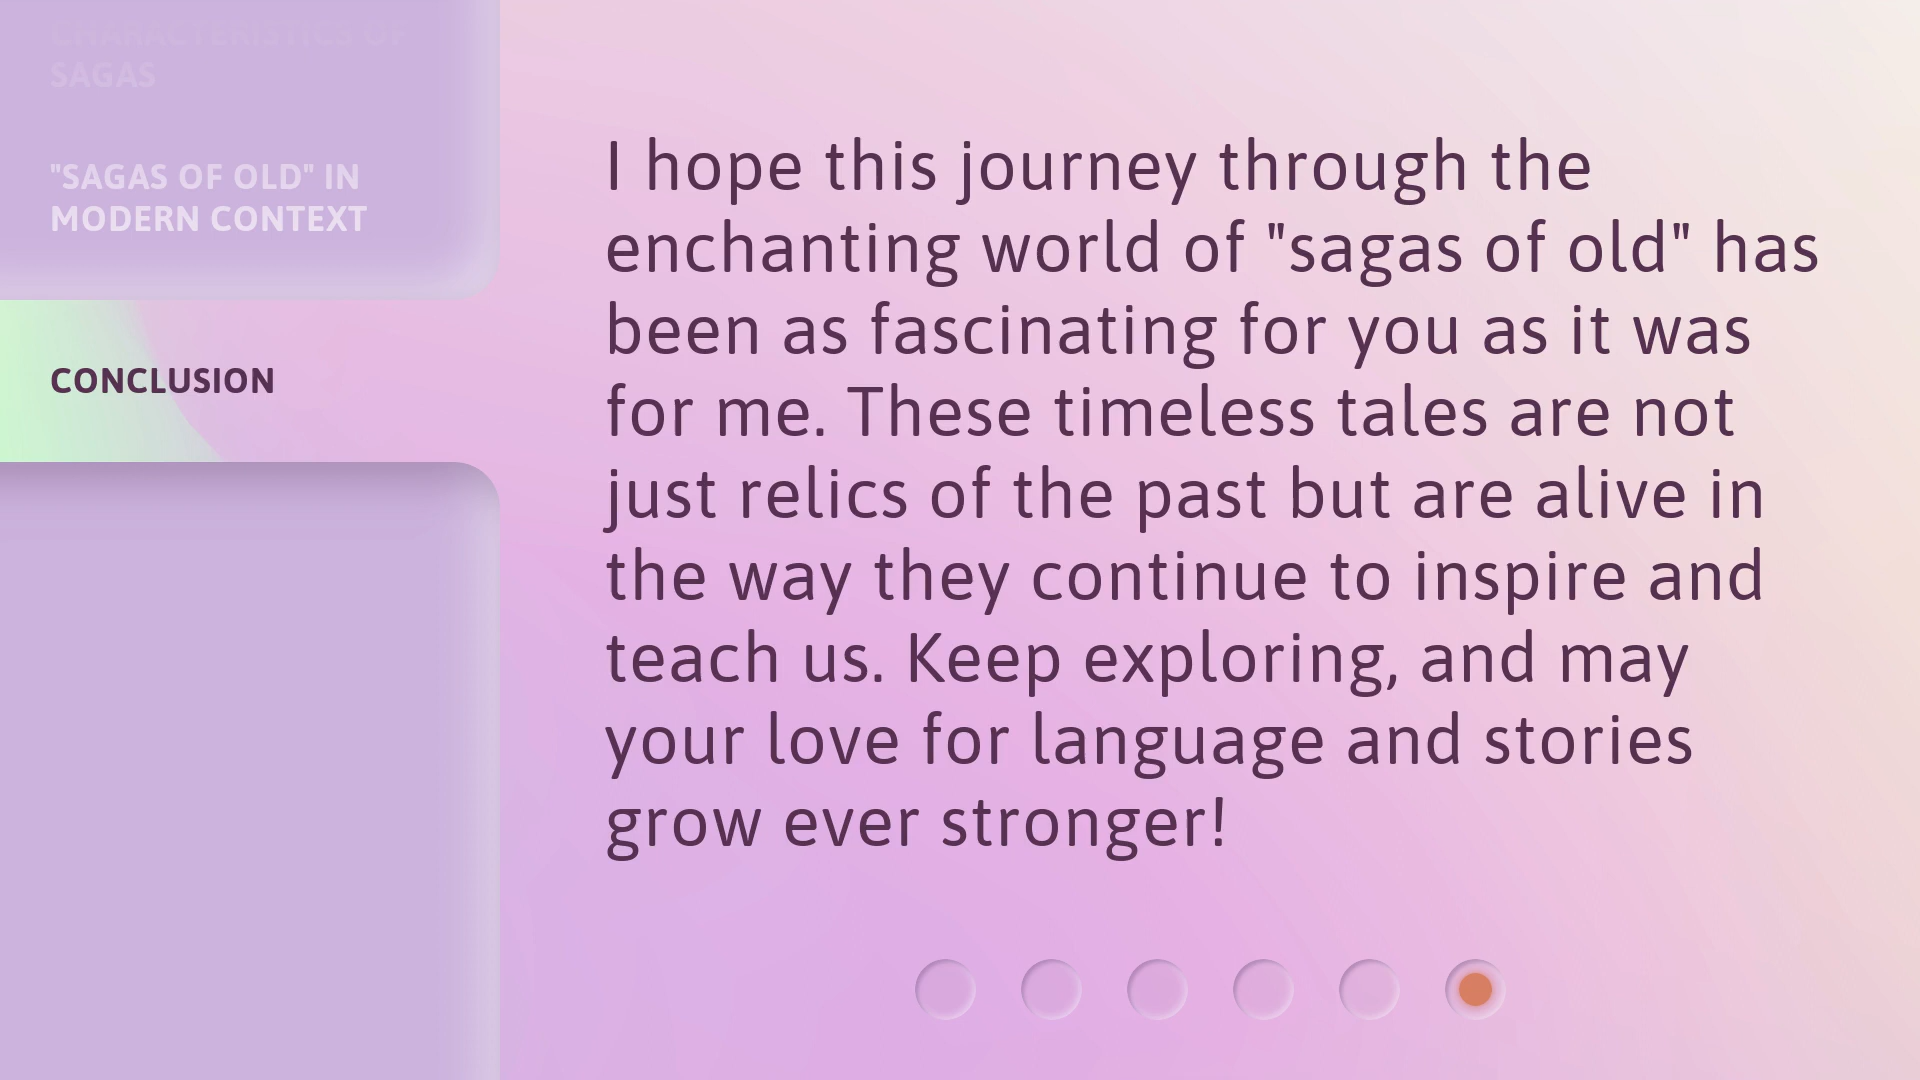 CHARACTERISTICS OF
SAGAS
"SAGAS OF OLD" IN
MODERN CONTEXT
CONCLUSION
I hope this journey through the
enchanting world of "sagas of old" has
been as fascinating for you as it was
for me. These timeless tales are not
just relics of the past but are alive in
the way they continue to inspire and
teach us. Keep exploring, and may
your love for language and stories
grow ever stronger!